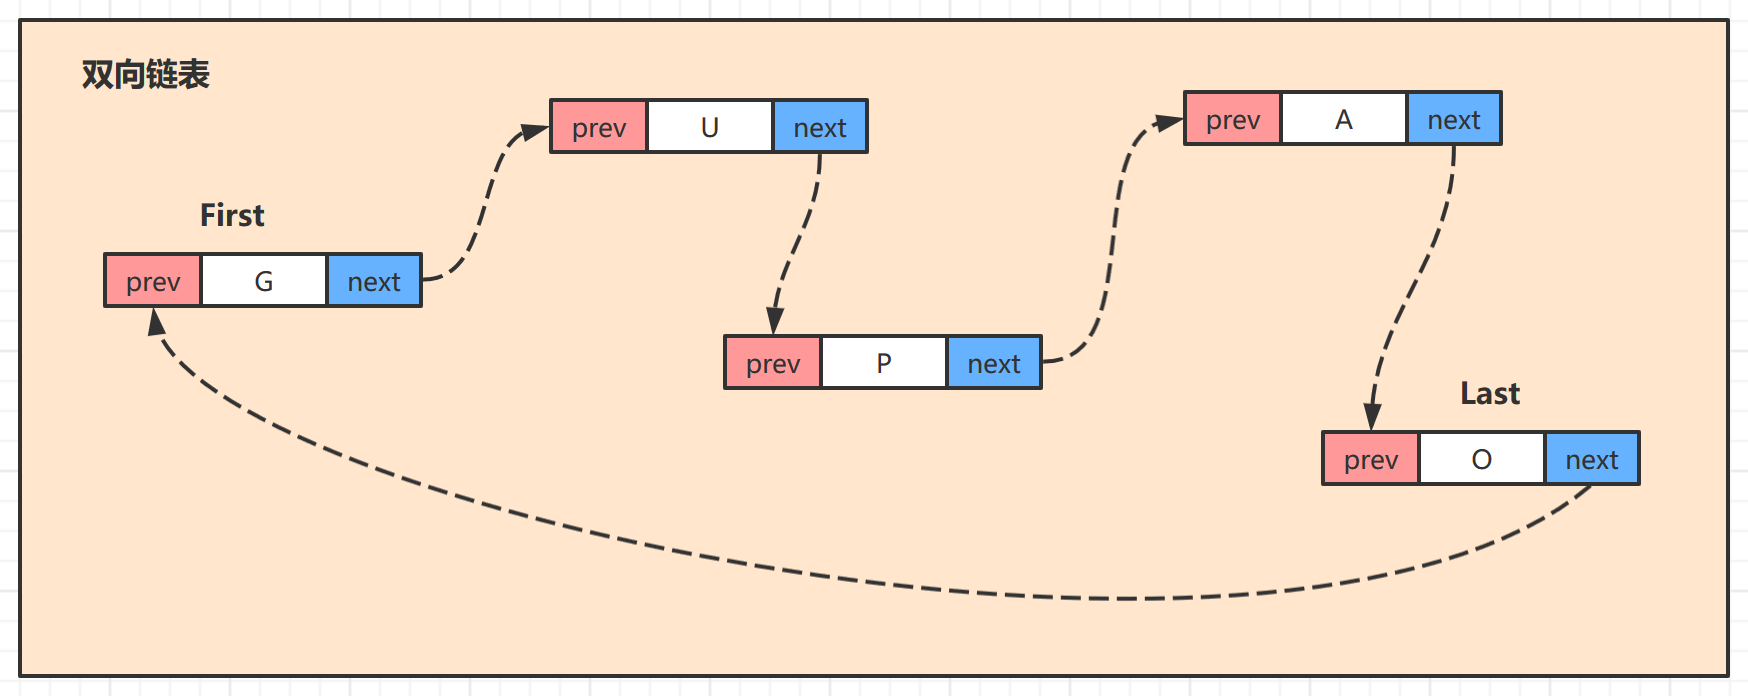 双向链表
First
prev G next
prev U next
prev P next
prev A next
Last
prev O next